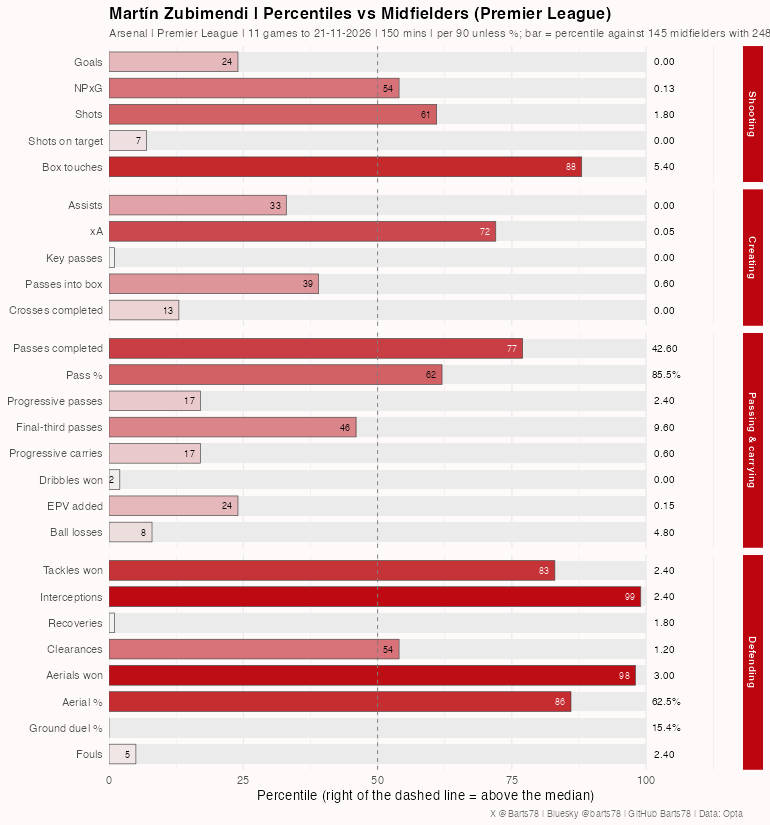 Martín Zubimendi | Percentiles vs Midfielders (Premier League)
Arsenal | Premier League | 11 games to 21-11-2026 | 150 mins | per 90 unless %; bar = percentile against 145 midfielders with 248
Goals 24 0.00
NPxG 54 0.13
Shots 61 1.80
Shots on target 7 0.00
Box touches 88 5.40
Shooting
Assists 33 0.00
xA 72 0.05
Key passes 0.00
Passes into box 39 0.60
Crosses completed 13 0.00
Creating
Passes completed 77 42.60
Pass % 62 85.5%
Progressive passes 17 2.40
Final-third passes 46 9.60
Progressive carries 17 0.60
Dribbles won 2 0.00
EPV added 24 0.15
Ball losses 8 4.80
Passing & carrying
Tackles won 83 2.40
Interceptions 99 2.40
Recoveries 1.80
Clearances 54 1.20
Aerials won 98 3.00
Aerial % 86 62.5%
Ground duel % 15.4%
Fouls 5 2.40
Defending
0 25 50 75 100
Percentile (right of the dashed line = above the median)
X @Barts78 | Bluesky @barts78 | GitHub Barts78 | Data: Opta